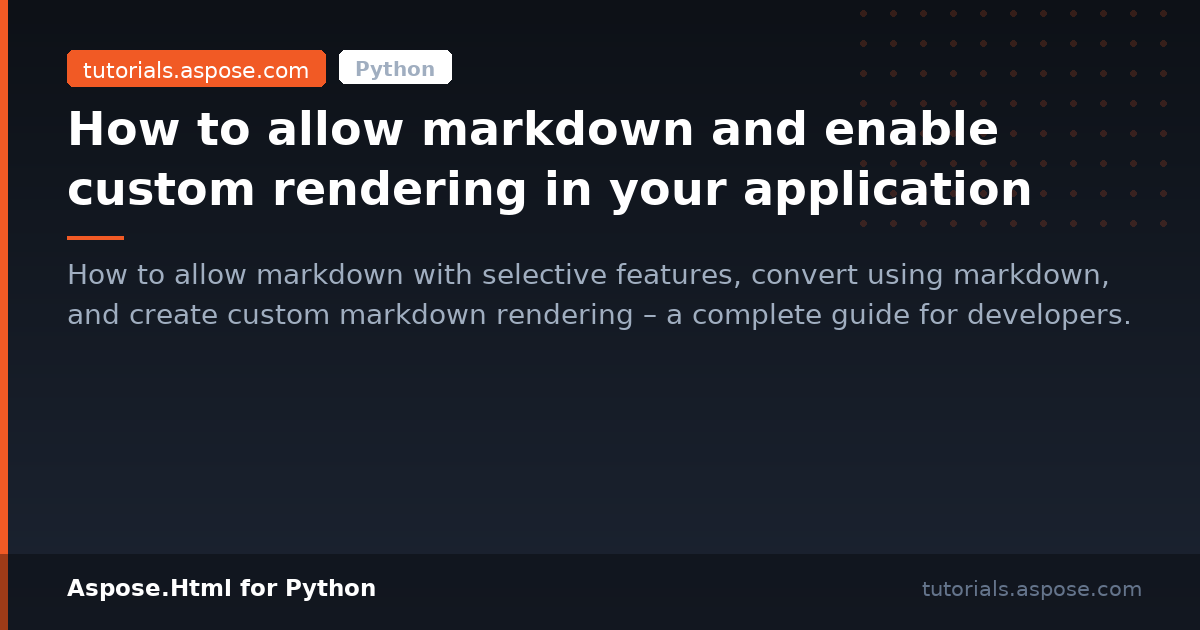 tutorials.aspose.com
Python
How to allow markdown and enable
custom rendering in your application
How to allow markdown with selective features, convert using markdown,
and create custom markdown rendering – a complete guide for developers.
Aspose.Html for Python
tutorials.aspose.com